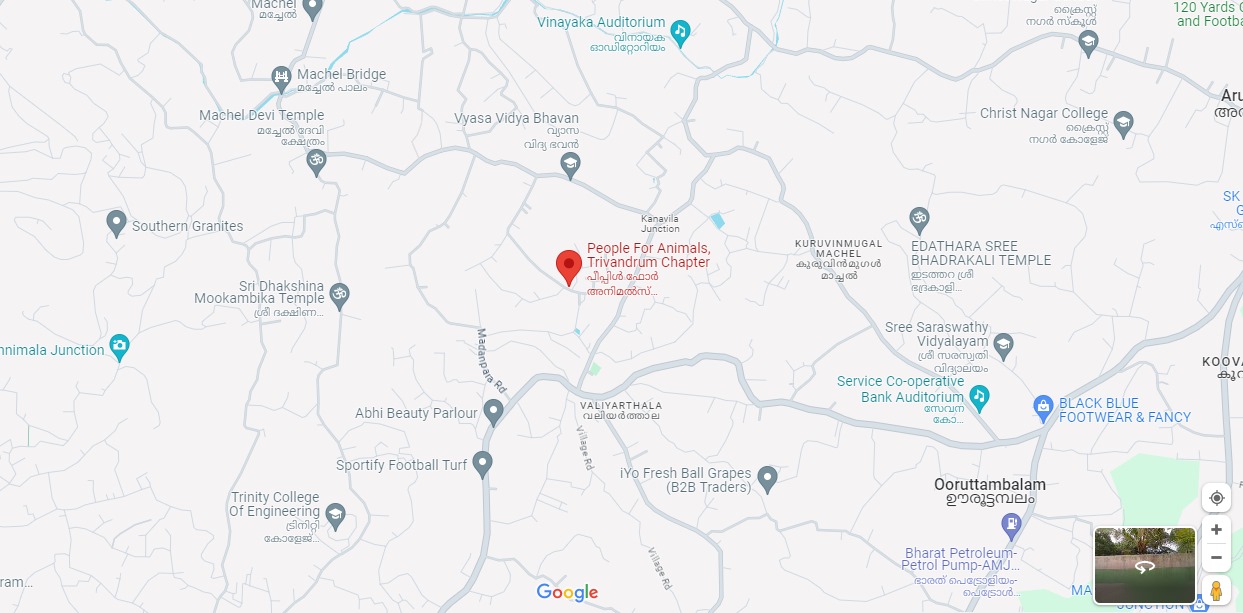 Machel
മച്ചേൽ
Vinayaka Auditorium
വിനായക
ഓഡിറ്റോറിയം
ക്രൈസ്റ്റ്
നഗർ സ്കൂൾ
120 Yards
and Footba
Machel Bridge
മച്ചേൽ പാലം
Machel Devi Temple
മച്ചേൽ ദേവി
ക്ഷേത്രം
Vyasa Vidya Bhavan
വ്യാസ
വിദ്യ ഭവൻ
Christ Nagar College
ക്രൈസ്റ്റ്
നഗർ കോളേജ്
Aru
Southern Granites
Kanavila
Junction
SK
People For Animals,
Trivandrum Chapter
പീപ്പിൾ ഫോർ
അനിമൽസ്...
KURUVINMUGAL
MACHEL
കുരുവിൻമുഗൾ
മാച്ചൽ
EDATHARA SREE
BHADRAKALI TEMPLE
ഇടത്തറ ശ്രീ
ഭദ്രകാളി...
Sri Dhakshina
Mookambika Temple
ശ്രീ ദക്ഷിണ...
nnimala Junction
Madanpara Rd
Sree Saraswathy
Vidyalayam
ശ്രീ സരസ്വതി
വിദ്യാലയം
KOOVA
Service Co-operative
Bank Auditorium
സേവന
കോ...
BLACK BLUE
FOOTWEAR & FANCY
Abhi Beauty Parlour
VALIYARTHALA
വലിയർത്താല
Village Rd
Sportify Football Turf
iYo Fresh Ball Grapes
(B2B Traders)
Ooruttambalam
ഊരൂട്ടമ്പലം
Trinity College
Of Engineering
ട്രിനിറ്റി
കോളേജ്...
Bharat Petroleum-
Petrol Pump-AMJ...
ഭാരത് പെട്രോളിയം-
പെട്രോൾ...
Village Rd
ram...
Google
MA
JUNCTION